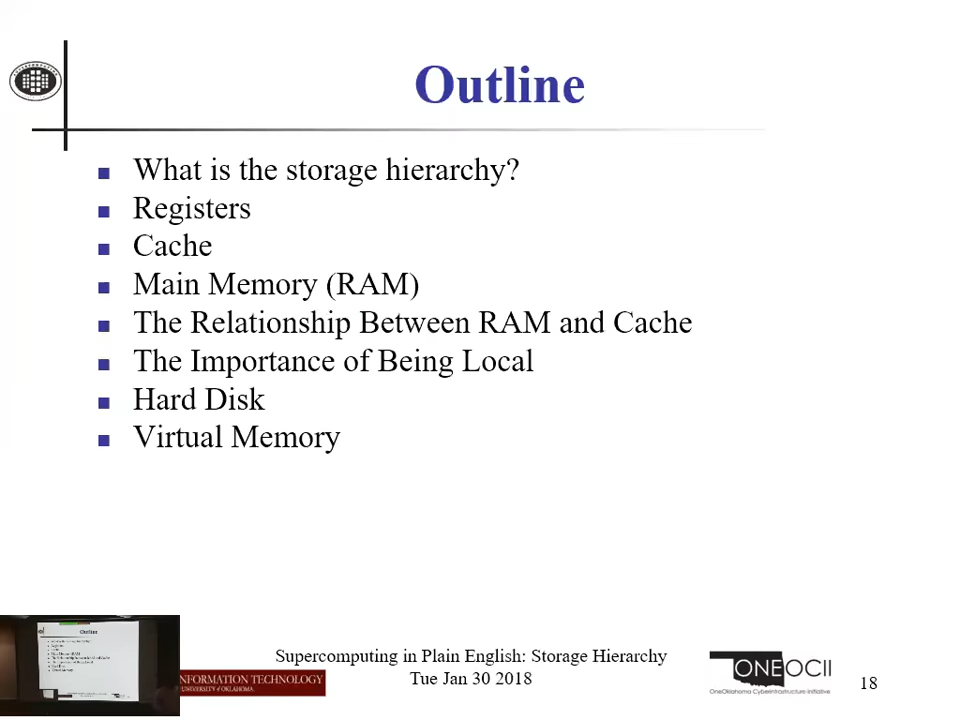 Outline
What is the storage hierarchy?
Registers
Cache
Main Memory (RAM)
The Relationship Between RAM and Cache
The Importance of Being Local
Hard Disk
Virtual Memory
Outline
INFORMATION TECHNOLOGY
UNIVERSITY OF OKLAHOMA
Supercomputing in Plain English: Storage Hierarchy
Tue Jan 30 2018
ONEOCII
OneOklahoma Cyberinfrastructure Initiative
18